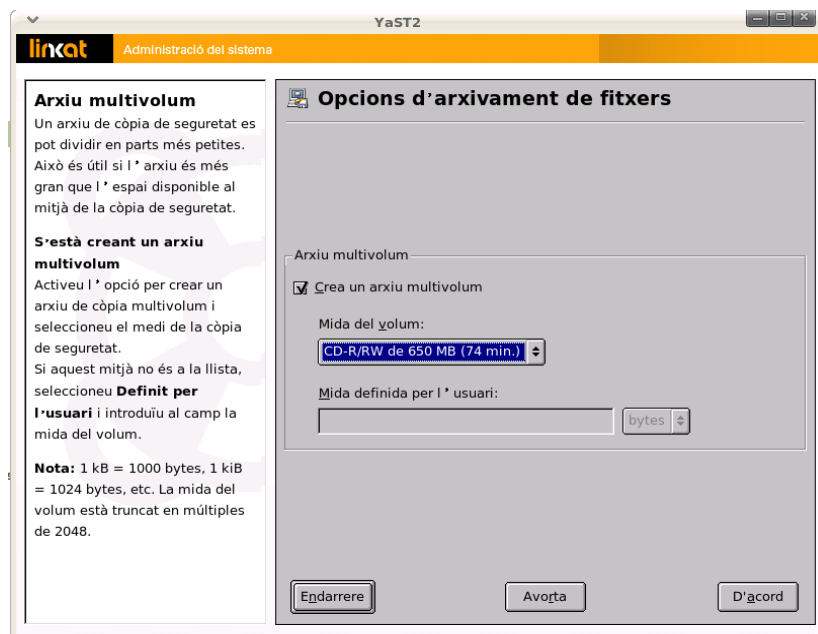 YaST2
linkat
Administració del sistema
Arxiu multivolum
Un arxiu de còpia de seguretat es
pot dividir en parts més petites.
Això és útil si l ’ arxiu és més
gran que l ’ espai disponible al
mitjà de la còpia de seguretat.
S’està creant un arxiu
multivolum
Activeu l ’ opció per crear un
arxiu de còpia multivolum i
seleccioneu el medi de la còpia
de seguretat.
Si aquest mitjà no és a la llista,
seleccioneu Definit per
l’usuari i introduïu al camp la
mida del volum.
Nota: 1 kB = 1000 bytes, 1 kiB
= 1024 bytes, etc. La mida del
volum està truncat en múltiples
de 2048.
Opcions d’arxivament de fitxers
Arxiu multivolum
Crea un arxiu multivolum
Mida del volum:
CD-R/RW de 650 MB (74 min.)
Mida definida per l ’ usuari:
bytes
Endarrere
Avorta
D'acord